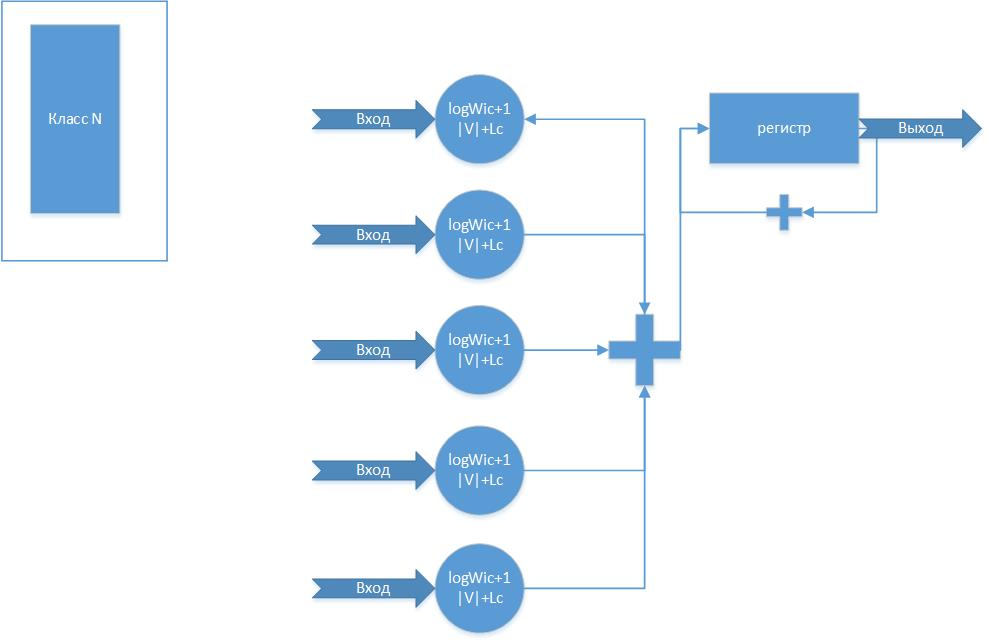 Класс N
Вход
logWic+1
|V|+Lc
регистр
Выход
Вход
logWic+1
|V|+Lc
Вход
logWic+1
|V|+Lc
Вход
logWic+1
|V|+Lc
Вход
logWic+1
|V|+Lc